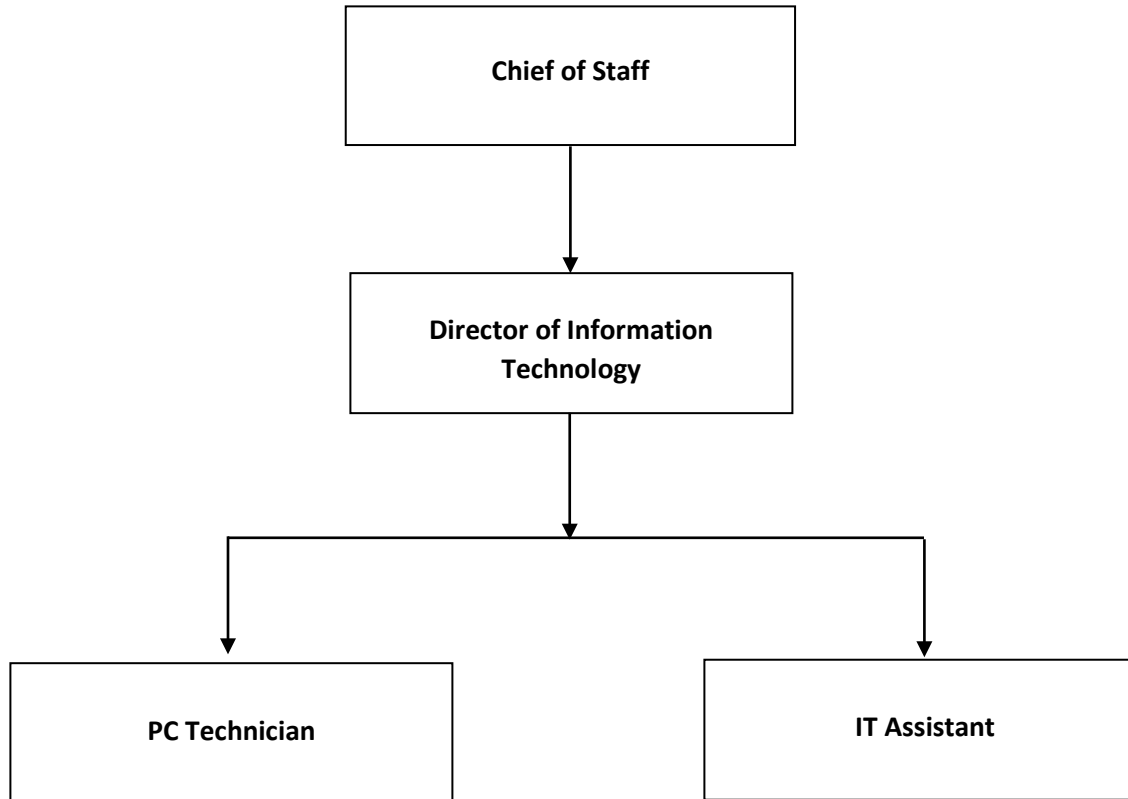 Chief of Staff
Director of Information
Technology
PC Technician
IT Assistant